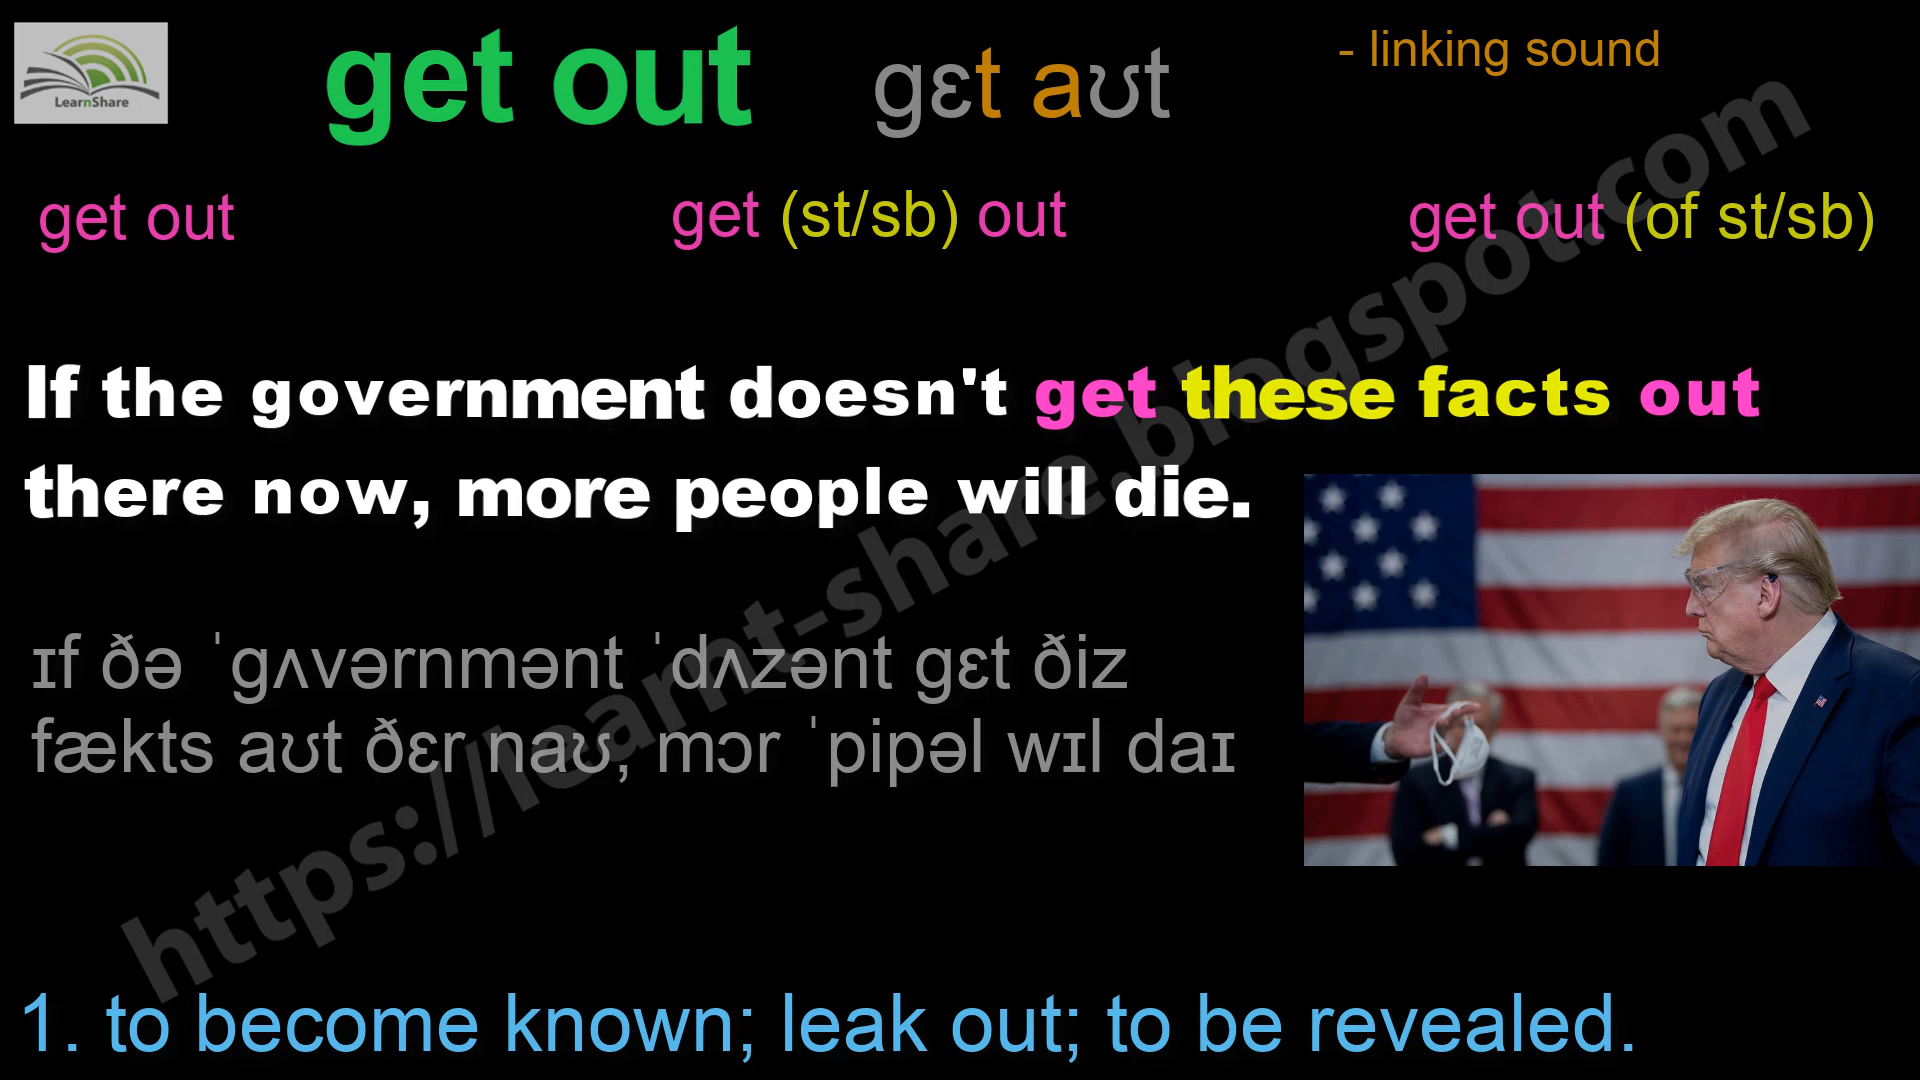 LearnShare
get out gɛt aʊt - linking sound
get out get (st/sb) out get out (of st/sb)
If the government doesn't get these facts out
there now, more people will die.
ɪf ðə ˈgʌvərnmənt ˈdʌzənt gɛt ðiz
fækts aʊt ðɛr naʊ, mɔr ˈpipəl wɪl daɪ
https://learnt-share.blogspot.com
1. to become known; leak out; to be revealed.